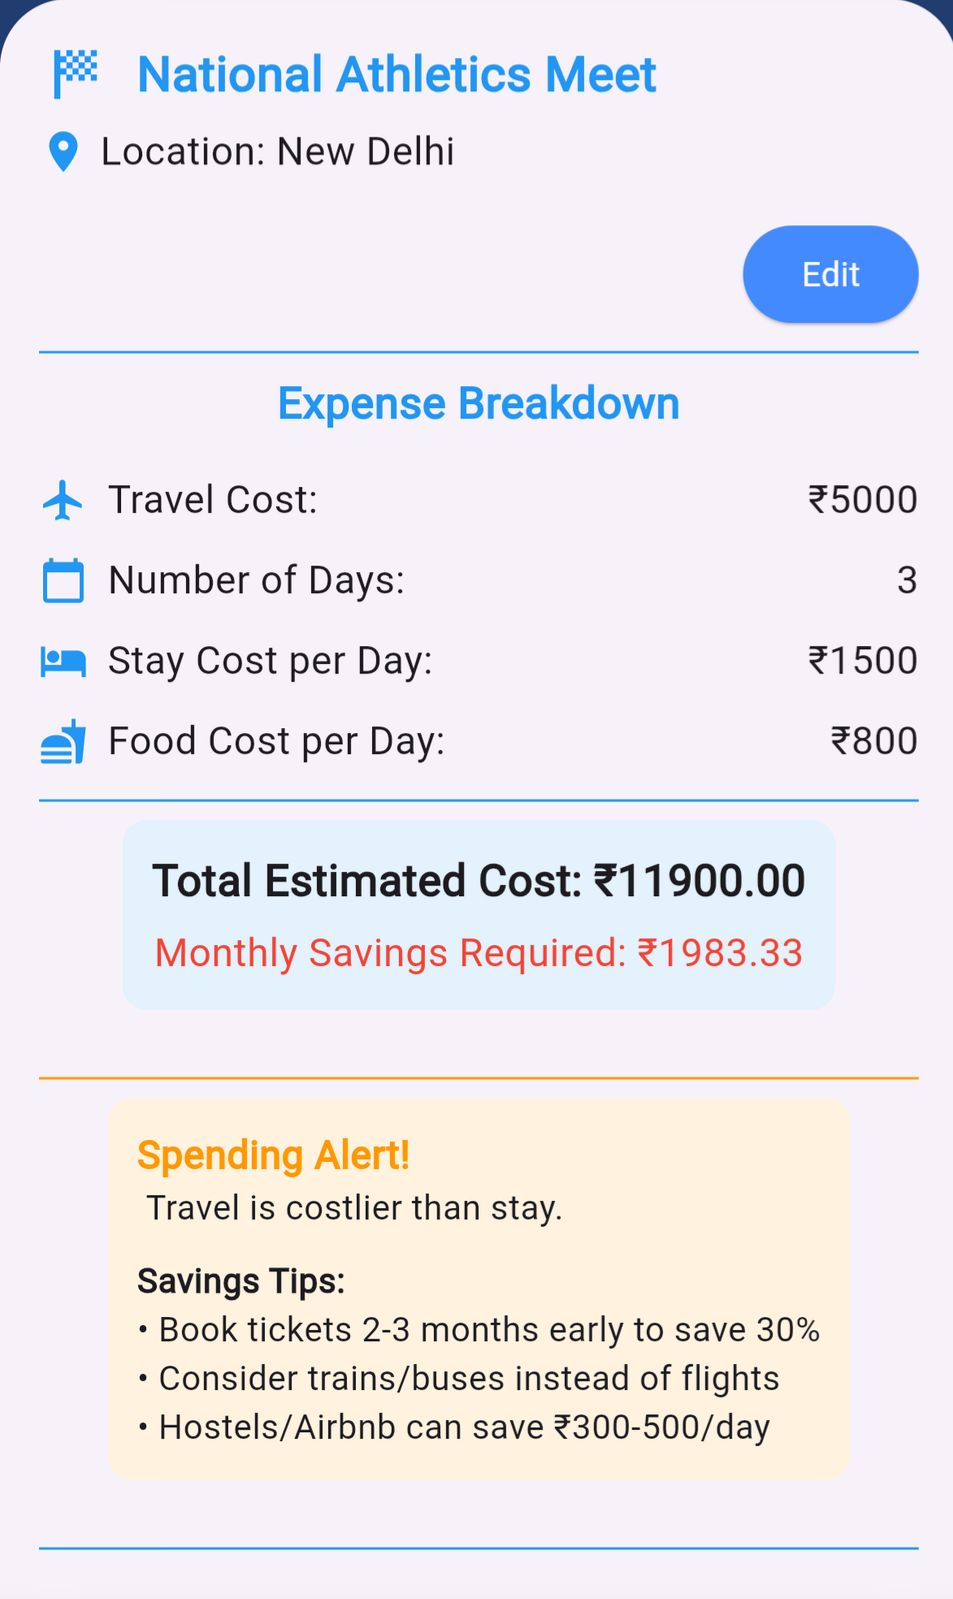 National Athletics Meet
Location: New Delhi
Edit
Expense Breakdown
Travel Cost: ₹5000
Number of Days: 3
Stay Cost per Day: ₹1500
Food Cost per Day: ₹800
Total Estimated Cost: ₹11900.00
Monthly Savings Required: ₹1983.33
Spending Alert!
Travel is costlier than stay.
Savings Tips:
• Book tickets 2-3 months early to save 30%
• Consider trains/buses instead of flights
• Hostels/Airbnb can save ₹300-500/day